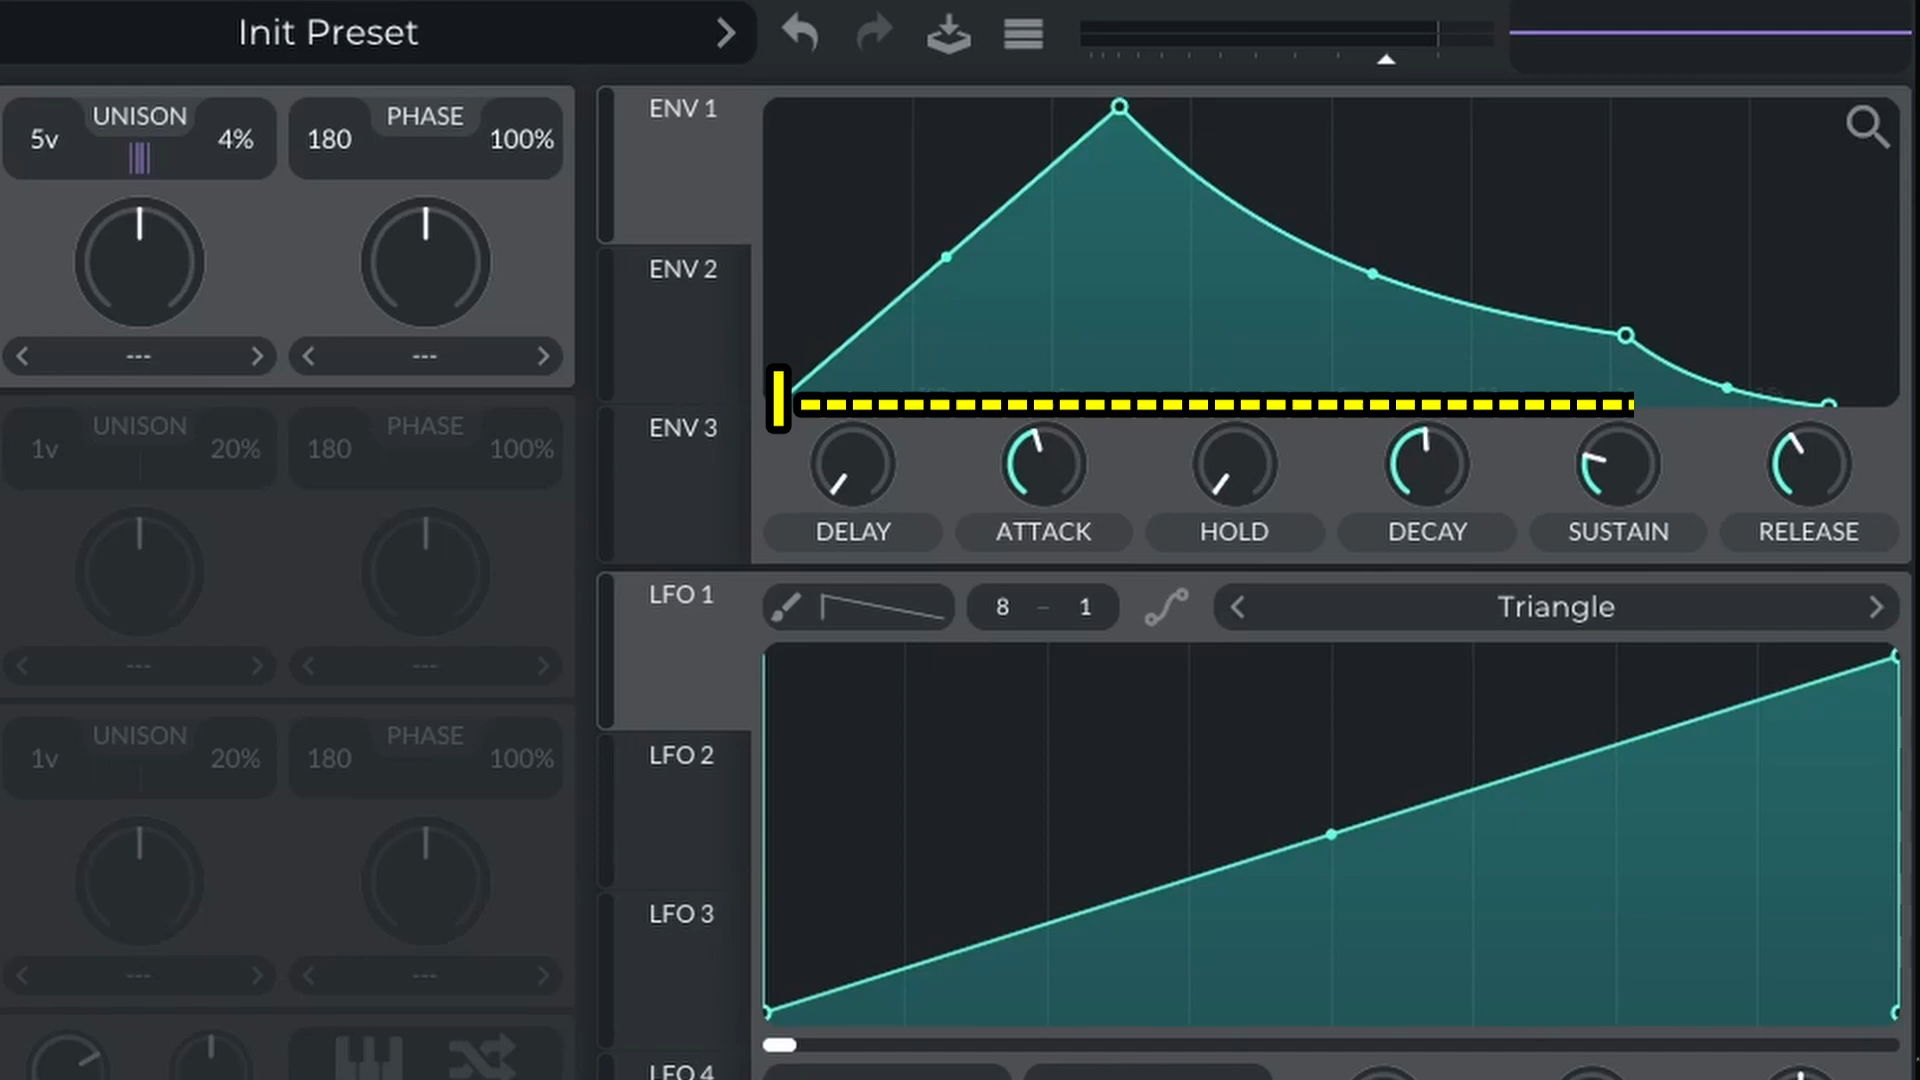 Init Preset
UNISON
5v
4%
PHASE
180
100%
---
---
UNISON
1v
20%
PHASE
180
100%
---
---
UNISON
1v
20%
PHASE
180
100%
---
---
ENV 1
ENV 2
ENV 3
DELAY
ATTACK
HOLD
DECAY
SUSTAIN
RELEASE
LFO 1
LFO 2
LFO 3
LFO 4
8 – 1
Triangle